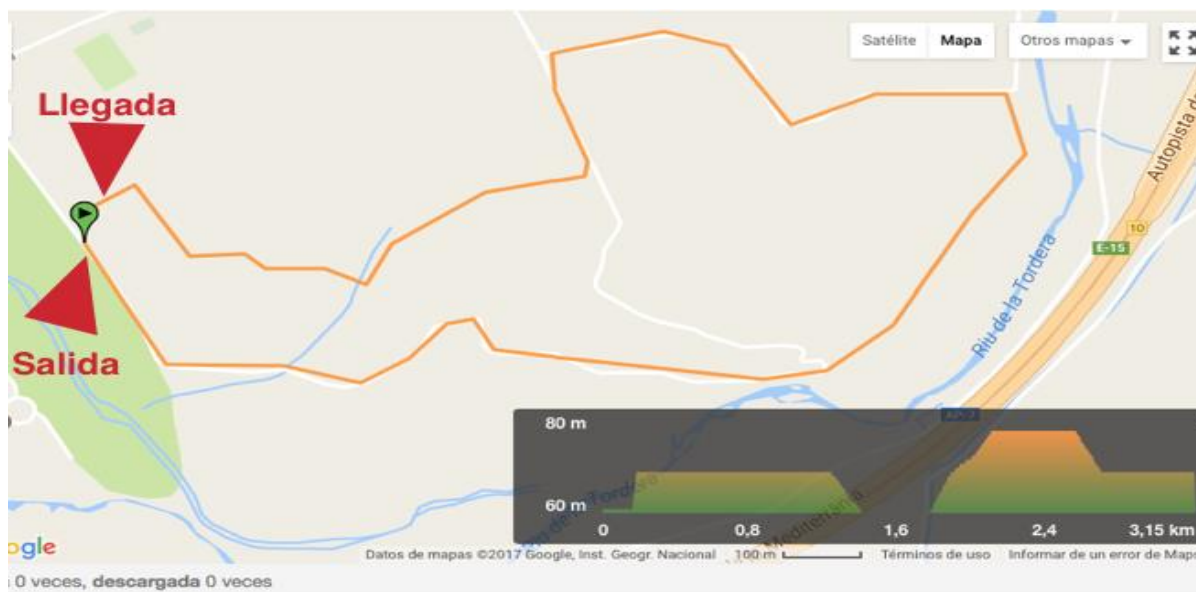 Satélite Mapa Otros mapas
Llegada
Autopista de
10
E-15
Riu de la Tordera
Salida
80 m
60 m
0 0,8 1,6 2,4 3,15 km
Mediterrània
ogle
Datos de mapas ©2017 Google, Inst. Geogr. Nacional 100 m Términos de uso Informar de un error de Maps
0 veces, descargada 0 veces